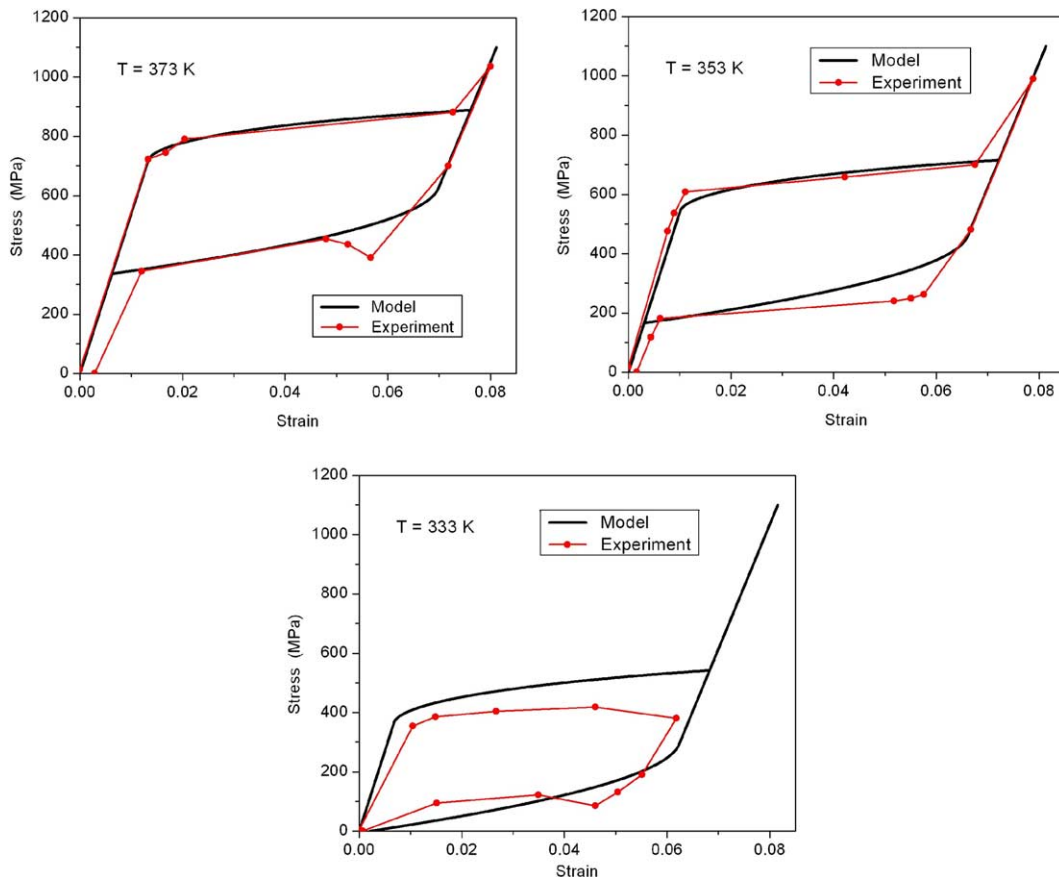 1200
1000
800
600
400
200
0
Stress (MPa)
T = 373 K
Model
Experiment
0.00 0.02 0.04 0.06 0.08
Strain
1200
1000
800
600
400
200
0
Stress (MPa)
T = 353 K
Model
Experiment
0.00 0.02 0.04 0.06 0.08
Strain
1200
1000
800
600
400
200
0
Stress (MPa)
T = 333 K
Model
Experiment
0.00 0.02 0.04 0.06 0.08
Strain